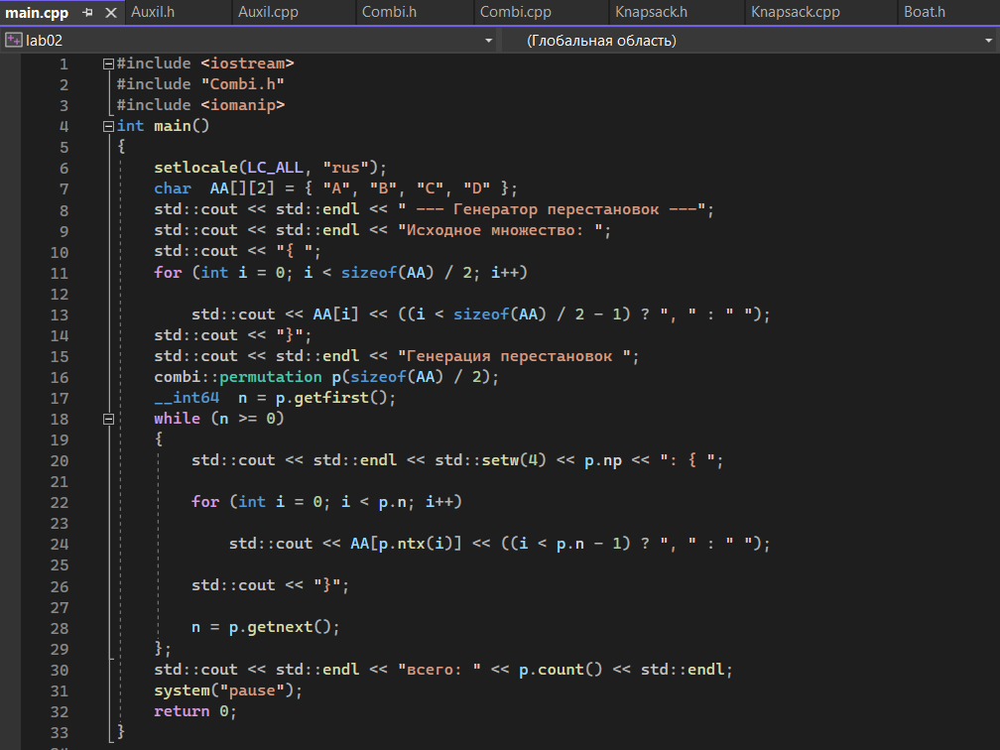 main.cpp Auxil.h Auxil.cpp Combi.h Combi.cpp Knapsack.h Knapsack.cpp Boat.h
lab02 (Глобальная область)
1 #include <iostream>
2 #include "Combi.h"
3 #include <iomanip>
4 int main()
5 {
6 setlocale(LC_ALL, "rus");
7 char  AA[][2] = { "A", "B", "C", "D" };
8 std::cout << std::endl << " --- Генератор перестановок ---";
9 std::cout << std::endl << "Исходное множество: ";
10 std::cout << "{ ";
11 for (int i = 0; i < sizeof(AA) / 2; i++)
12
13 std::cout << AA[i] << ((i < sizeof(AA) / 2 - 1) ? ", " : " ");
14 std::cout << "}";
15 std::cout << std::endl << "Генерация перестановок ";
16 combi::permutation p(sizeof(AA) / 2);
17 __int64  n = p.getfirst();
18 while (n >= 0)
19 {
20 std::cout << std::endl << std::setw(4) << p.np << ": { ";
21
22 for (int i = 0; i < p.n; i++)
23
24 std::cout << AA[p.ntx(i)] << ((i < p.n - 1) ? ", " : " ");
25
26 std::cout << "}";
27
28 n = p.getnext();
29 };
30 std::cout << std::endl << "всего: " << p.count() << std::endl;
31 system("pause");
32 return 0;
33 }